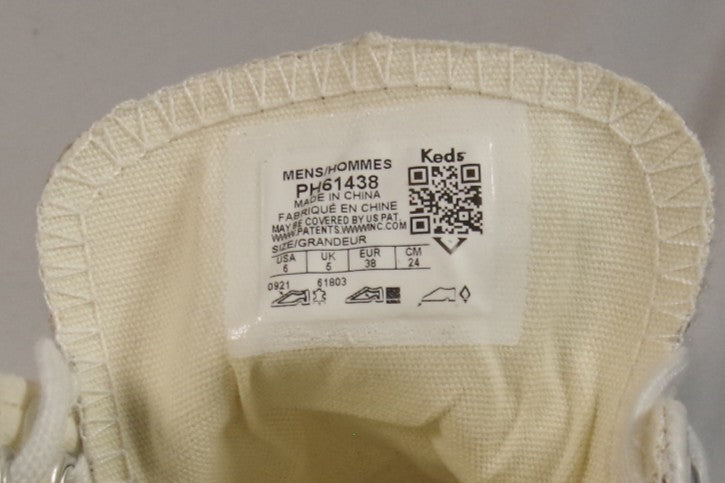 Keds
MENS/HOMMES
PH61438
MADE IN CHINA
FABRIQUÉ EN CHINE
MAY BE COVERED BY US PAT.
WWW.PATENTS.WWWINC.COM
SIZE/GRANDEUR
USA UK EUR CM
6 5 38 24
0921 61803